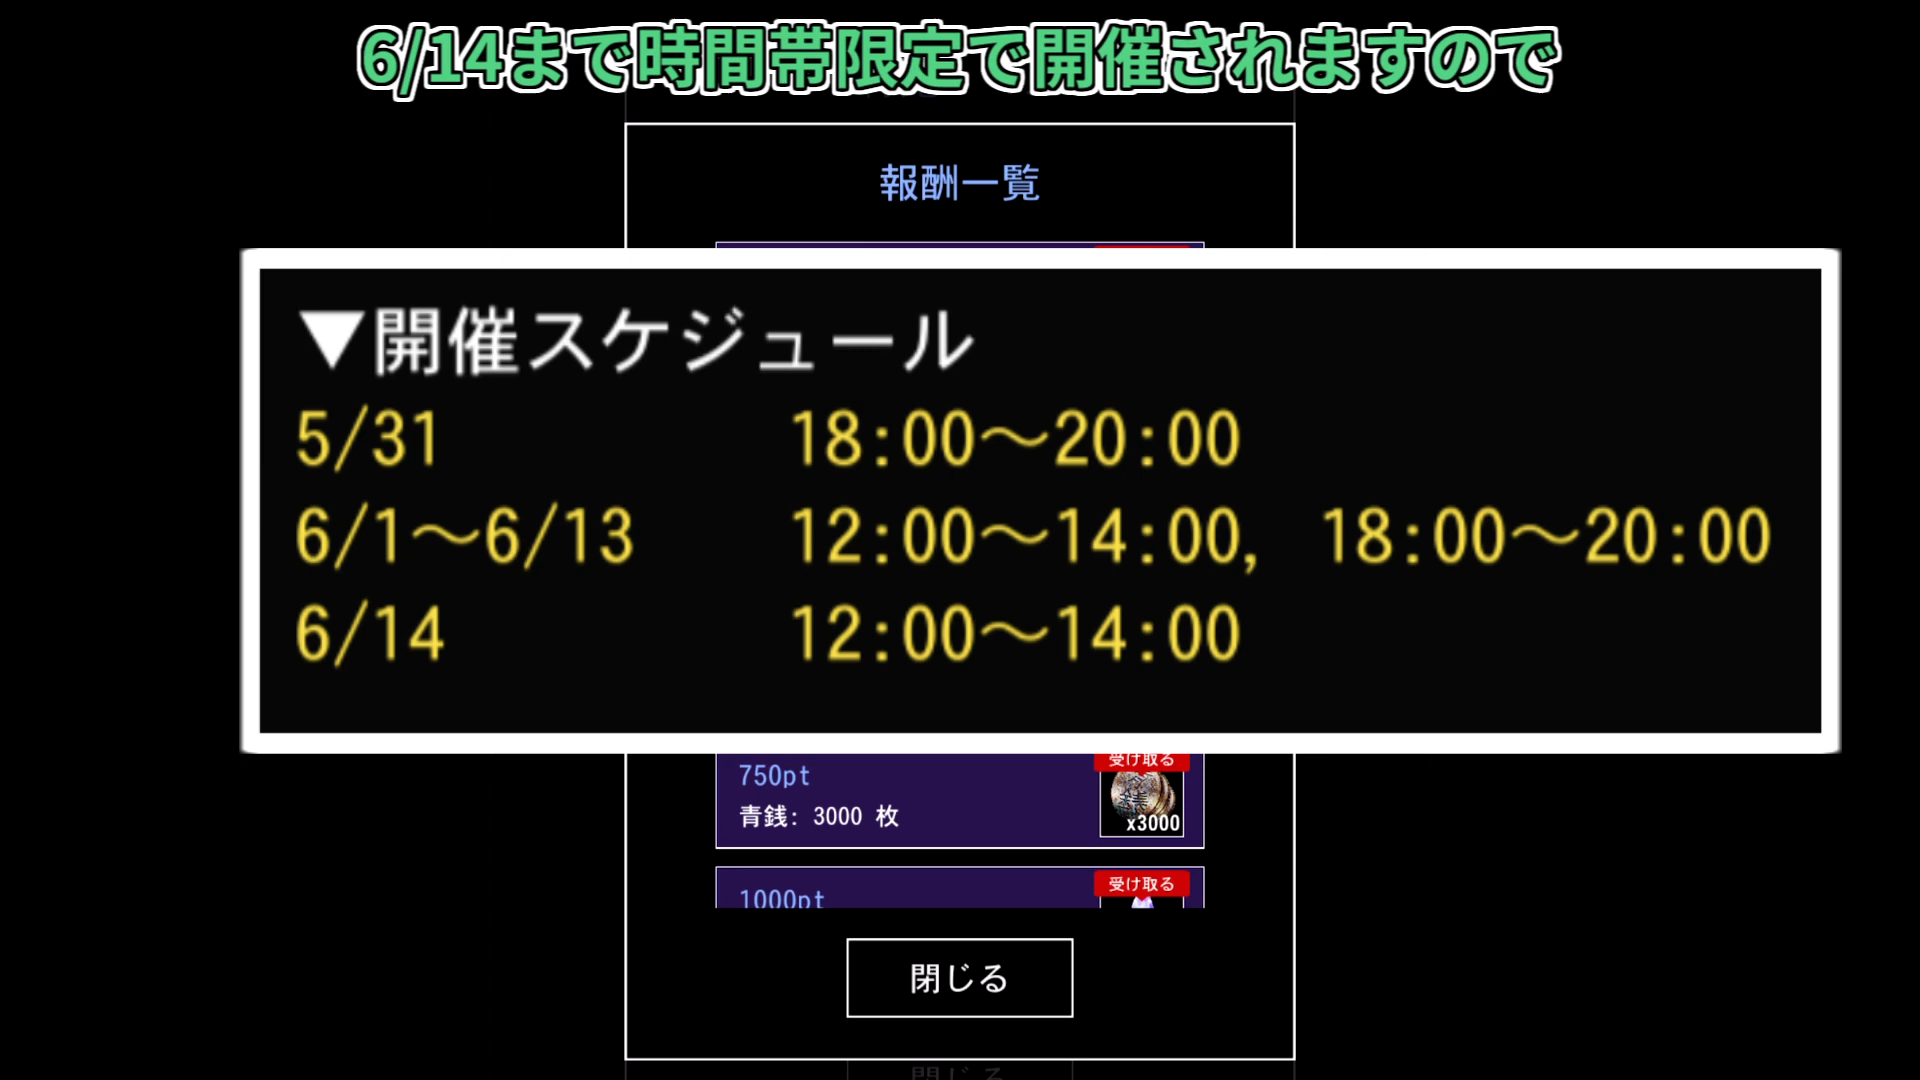 6/14まで時間帯限定で開催されますので
報酬一覧
▼開催スケジュール
5/31 18:00～20:00
6/1～6/13 12:00～14:00, 18:00～20:00
6/14 12:00～14:00
受け取る
750pt
青銭: 3000 枚
x3000
受け取る
1000pt
閉じる
閉じる